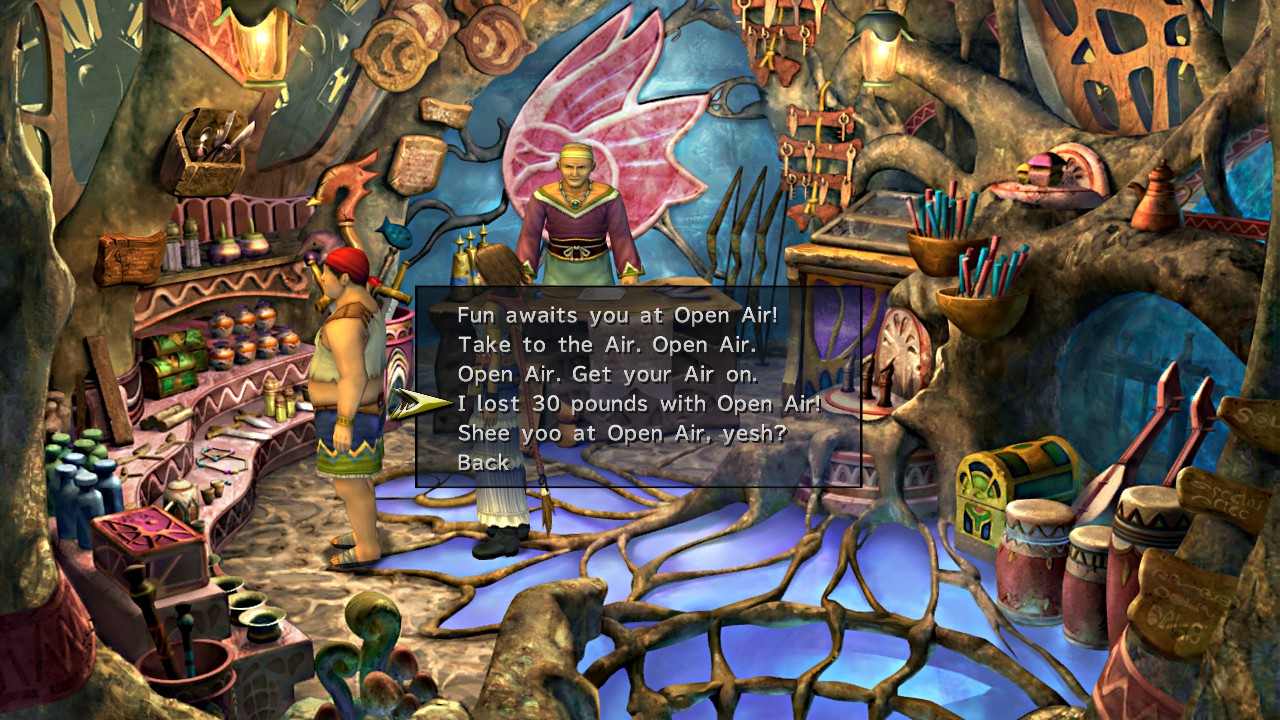 Fun awaits you at Open Air!
Take to the Air. Open Air.
Open Air. Get your Air on.
I lost 30 pounds with Open Air!
Shee yoo at Open Air, yesh?
Back